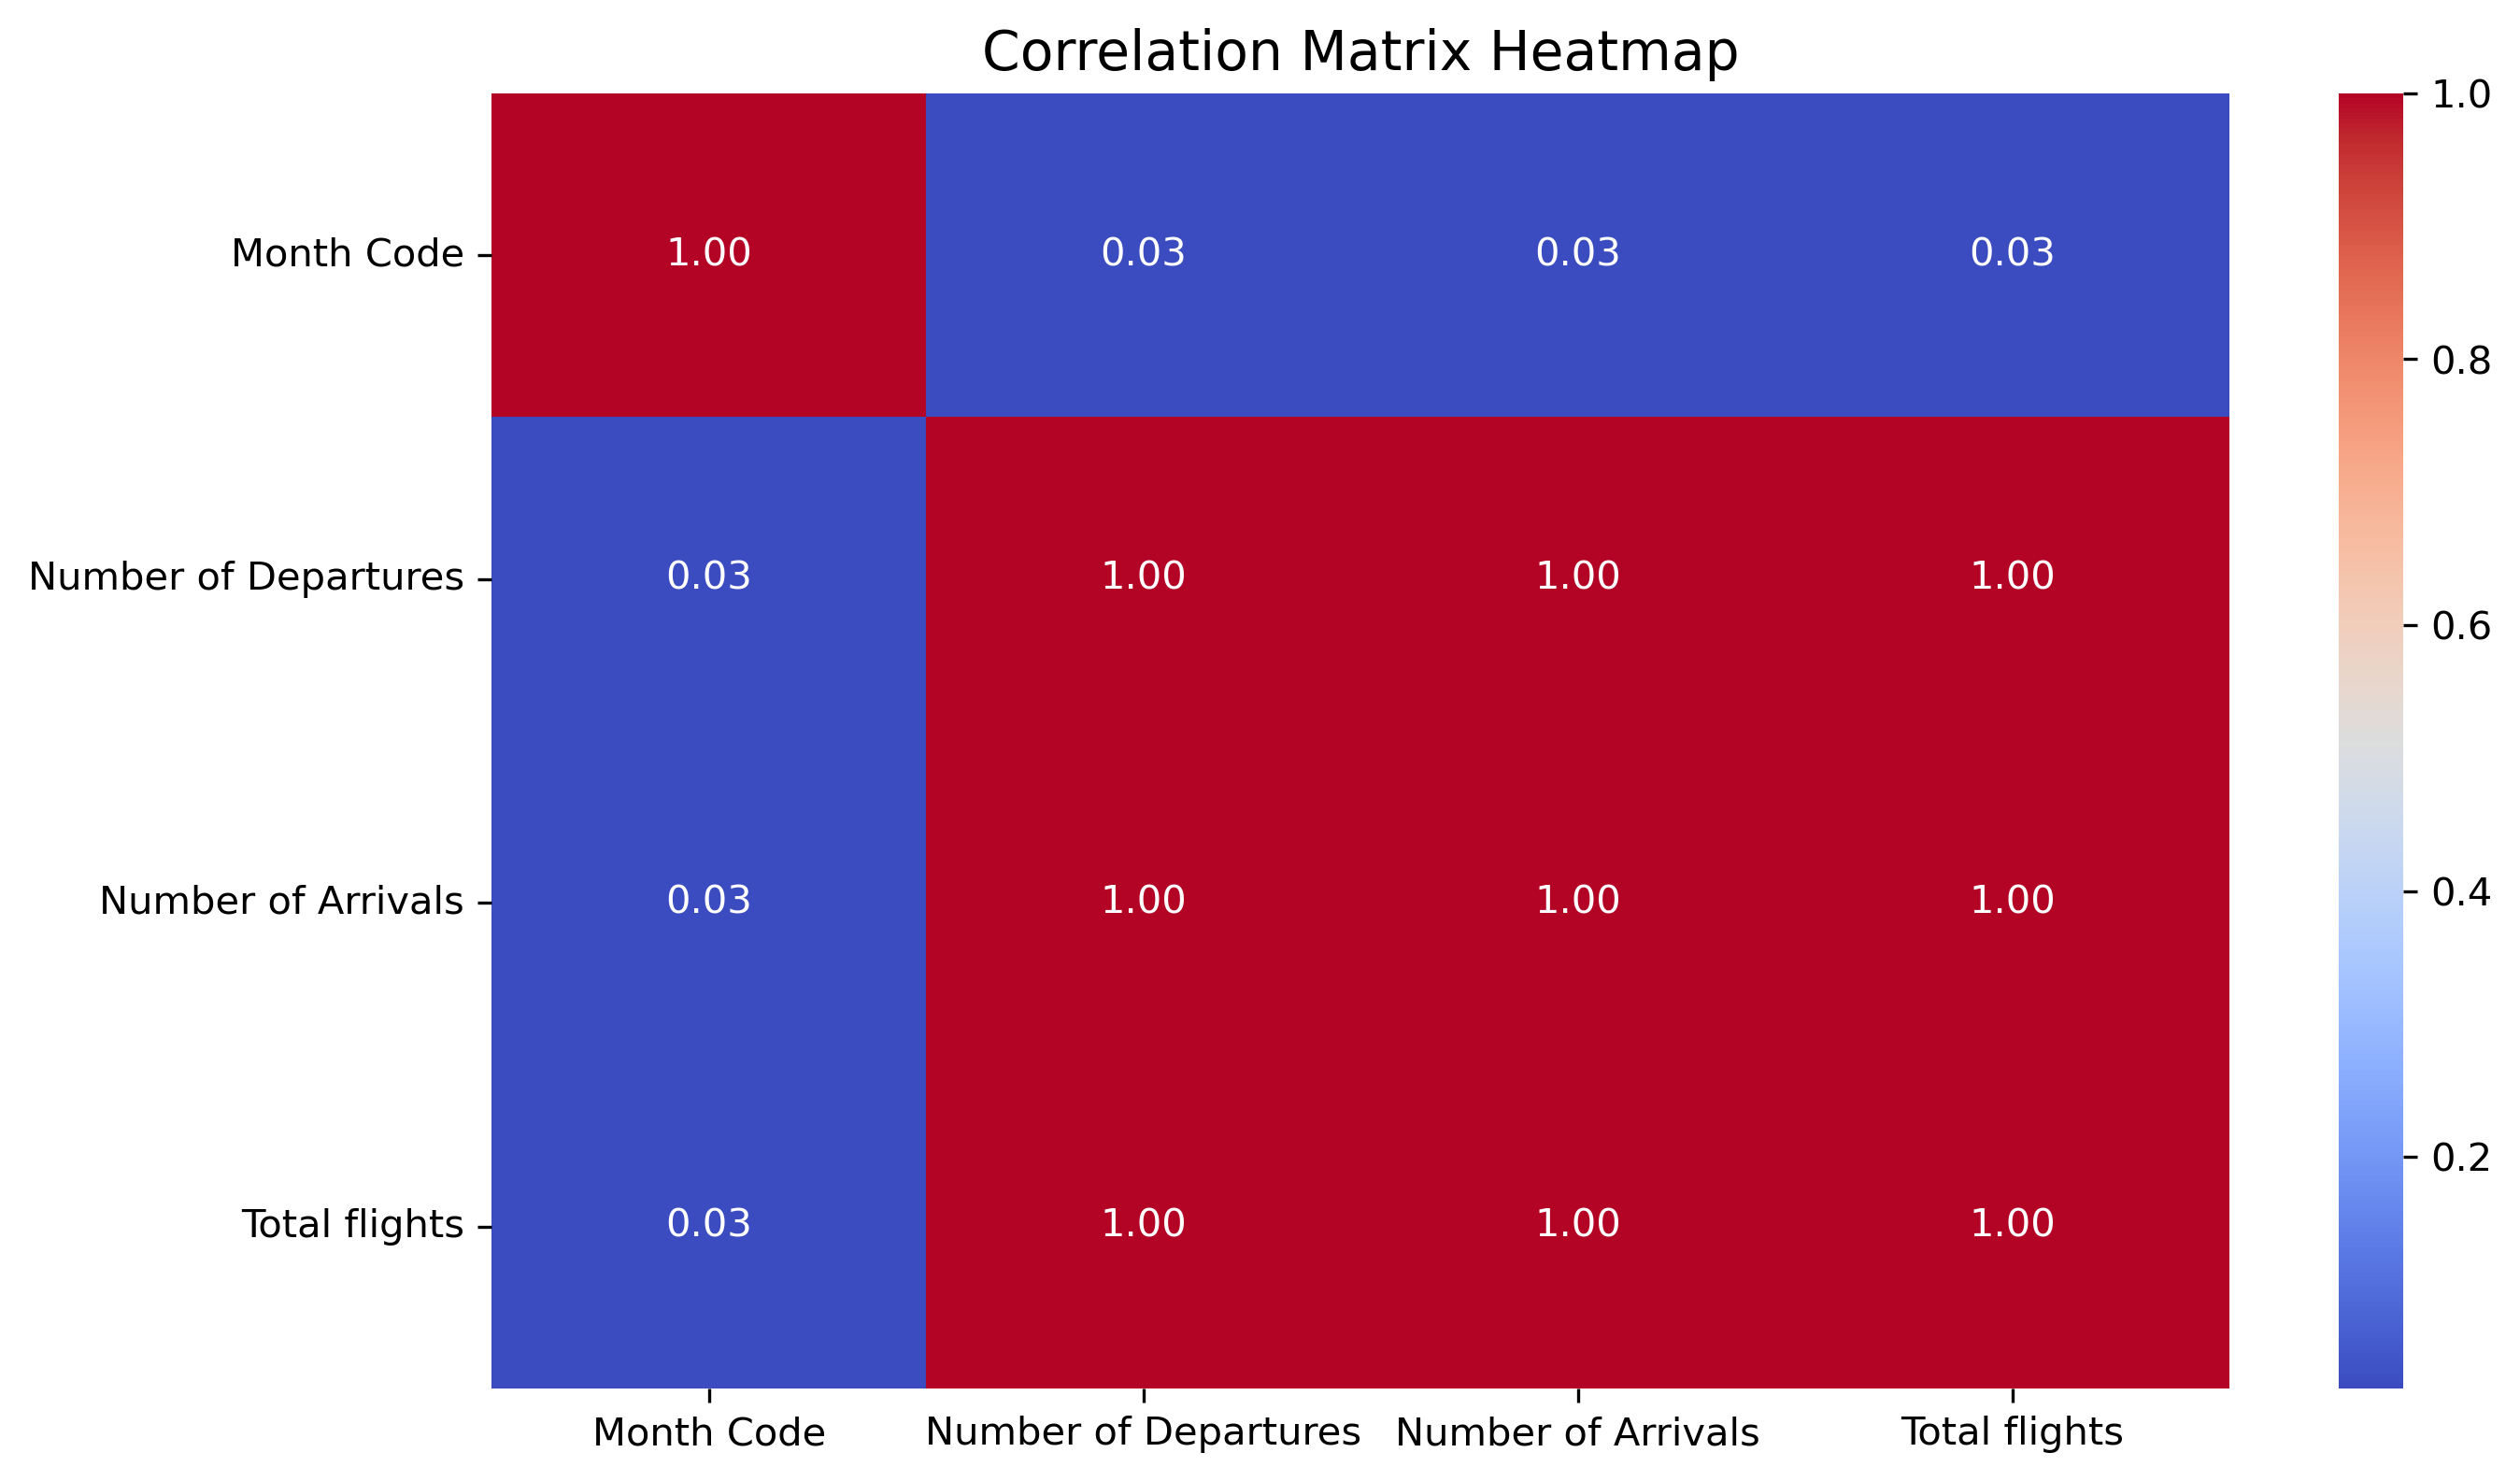 Correlation Matrix Heatmap
Month Code 1.00 0.03 0.03 0.03
Number of Departures 0.03 1.00 1.00 1.00
Number of Arrivals 0.03 1.00 1.00 1.00
Total flights 0.03 1.00 1.00 1.00
Month Code Number of Departures Number of Arrivals Total flights
1.0
0.8
0.6
0.4
0.2